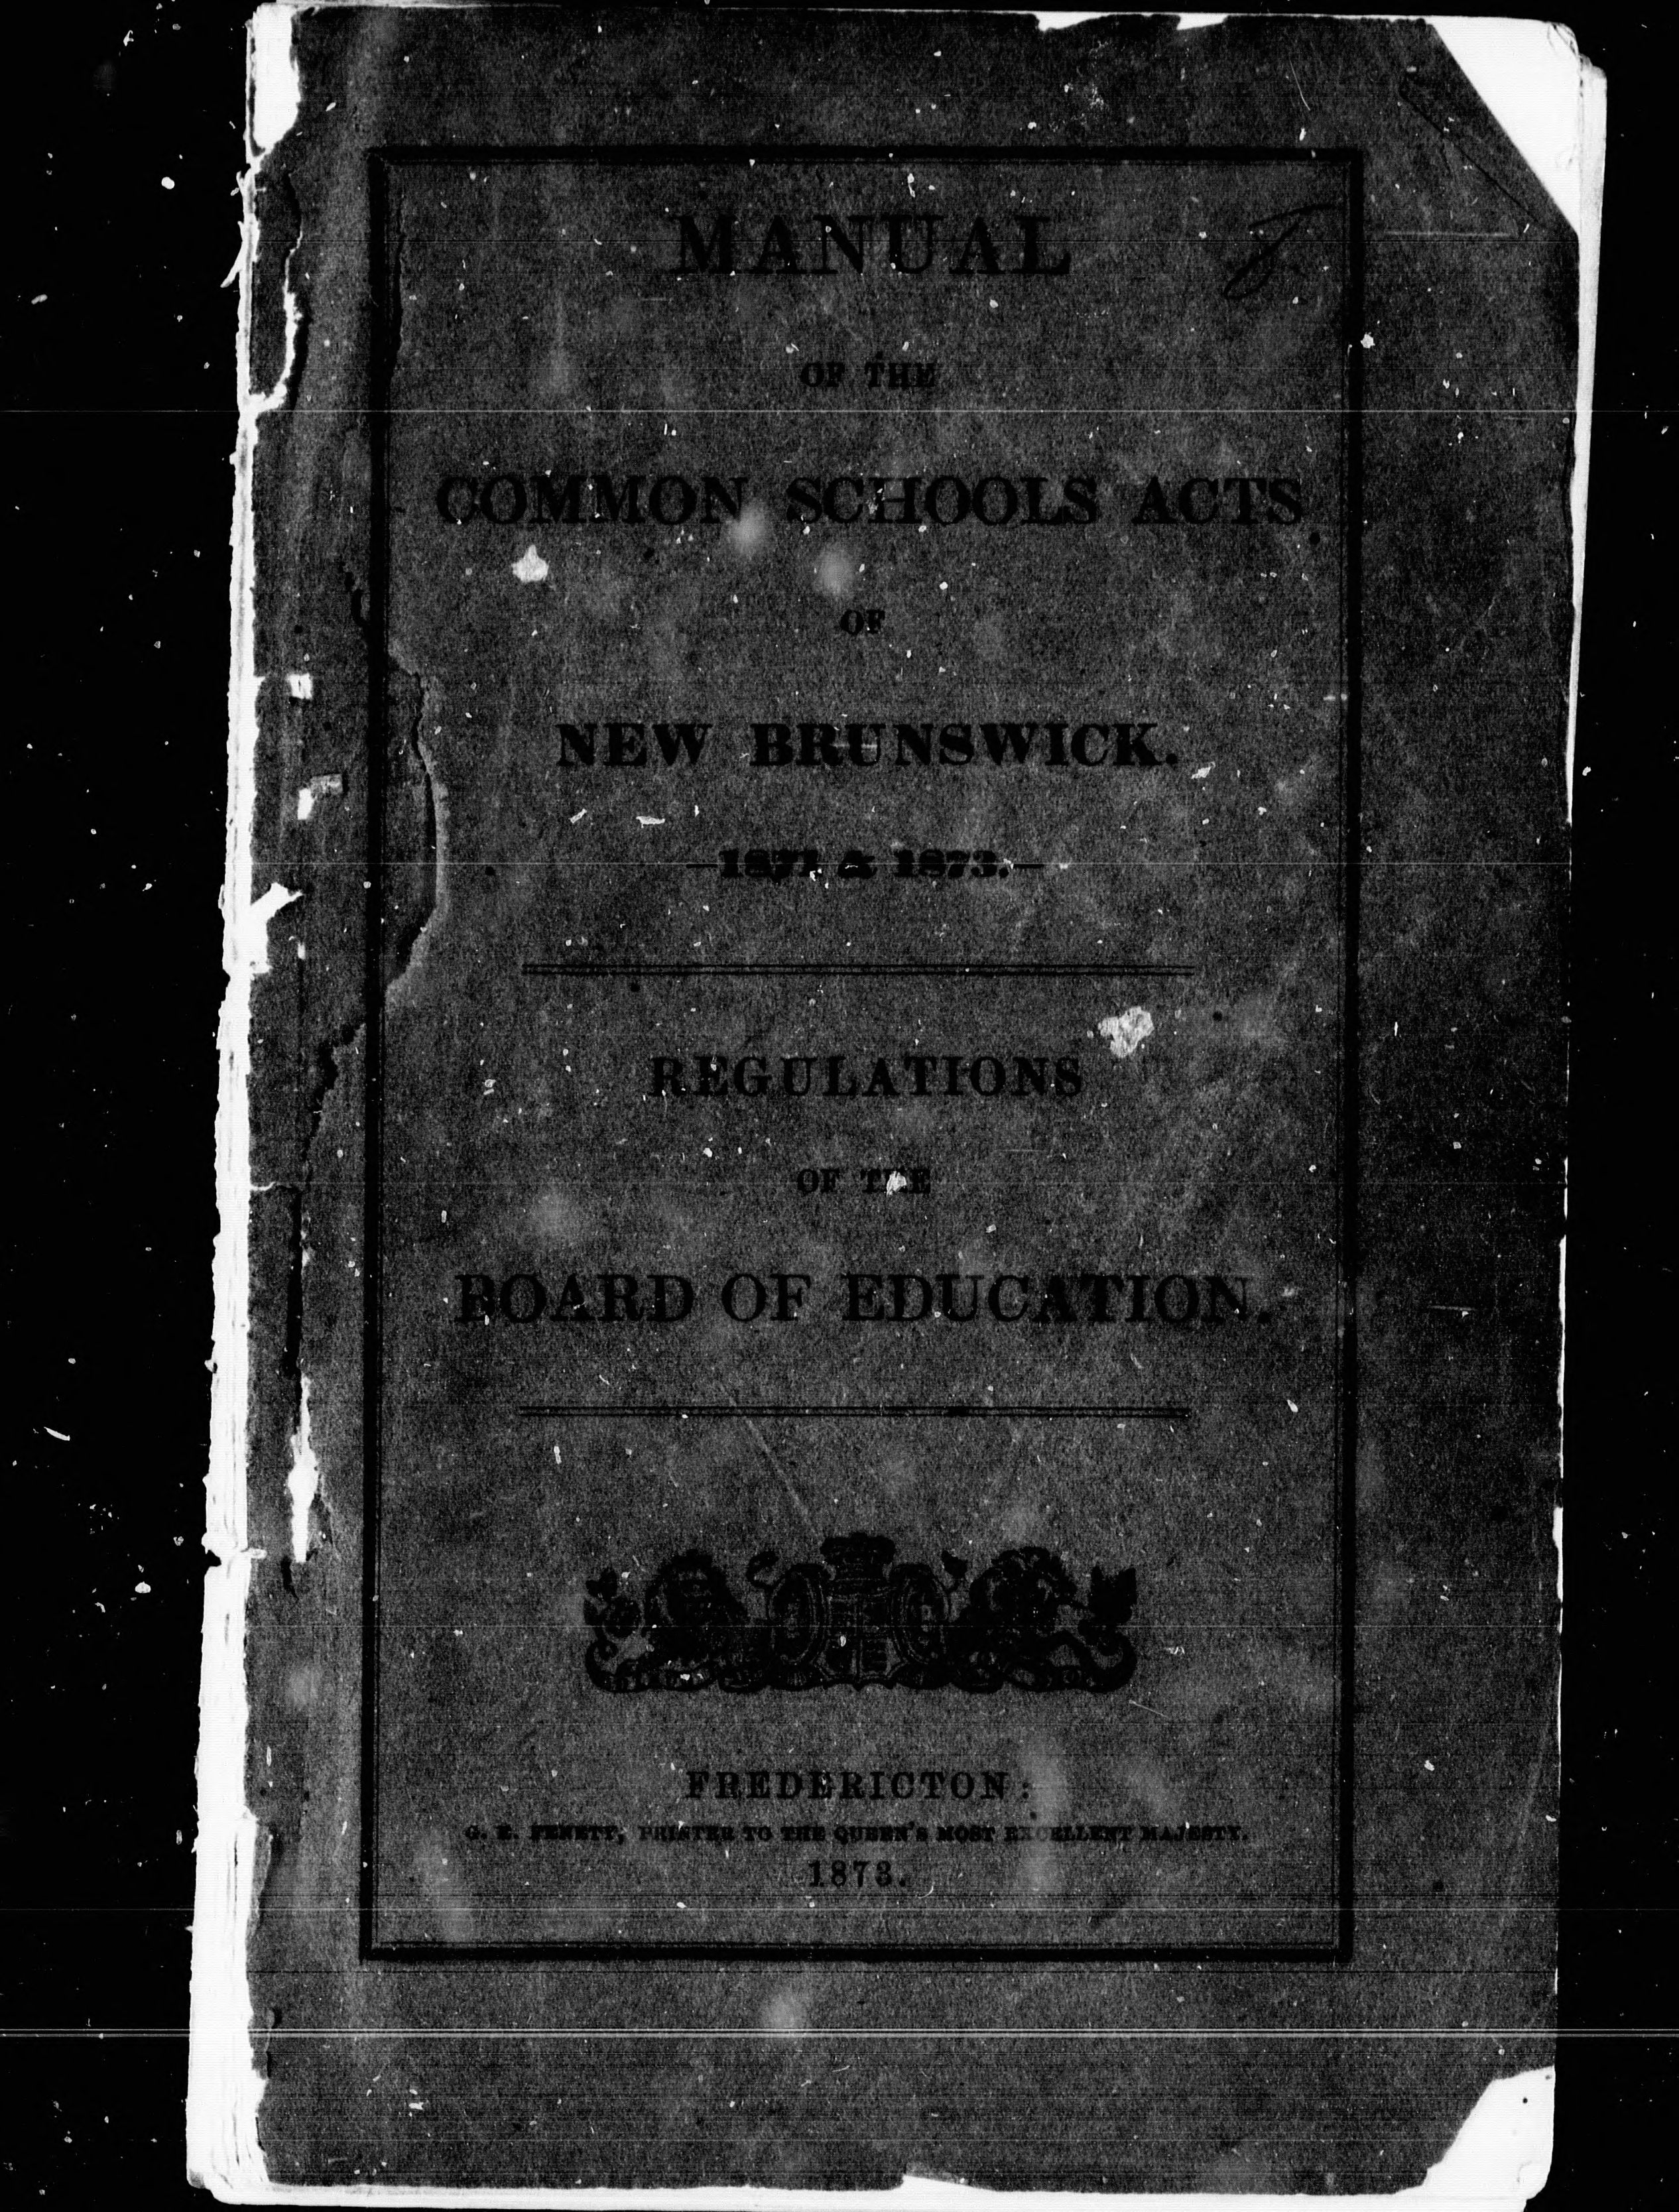 MANUAL
OF THE
COMMON SCHOOLS ACTS
OF
NEW BRUNSWICK.
—1871 & 1873.—
REGULATIONS
OF THE
BOARD OF EDUCATION.
FREDERICTON:
G. E. FENETY, PRINTER TO THE QUEEN'S MOST EXCELLENT MAJESTY.
1873.